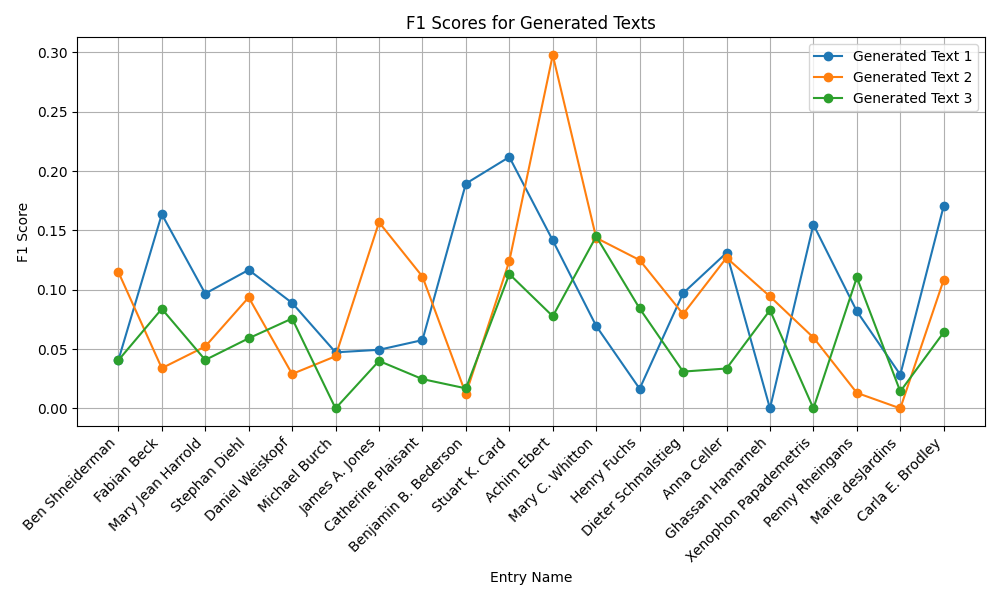 F1 Scores for Generated Texts
Generated Text 1
Generated Text 2
Generated Text 3
F1 Score
0.30
0.25
0.20
0.15
0.10
0.05
0.00
Ben Shneiderman
Fabian Beck
Mary Jean Harrold
Stephan Diehl
Daniel Weiskopf
Michael Burch
James A. Jones
Catherine Plaisant
Benjamin B. Bederson
Stuart K. Card
Achim Ebert
Mary C. Whitton
Henry Fuchs
Dieter Schmalstieg
Anna Celler
Ghassan Hamarneh
Xenophon Papademetris
Penny Rheingans
Marie desJardins
Carla E. Brodley
Entry Name